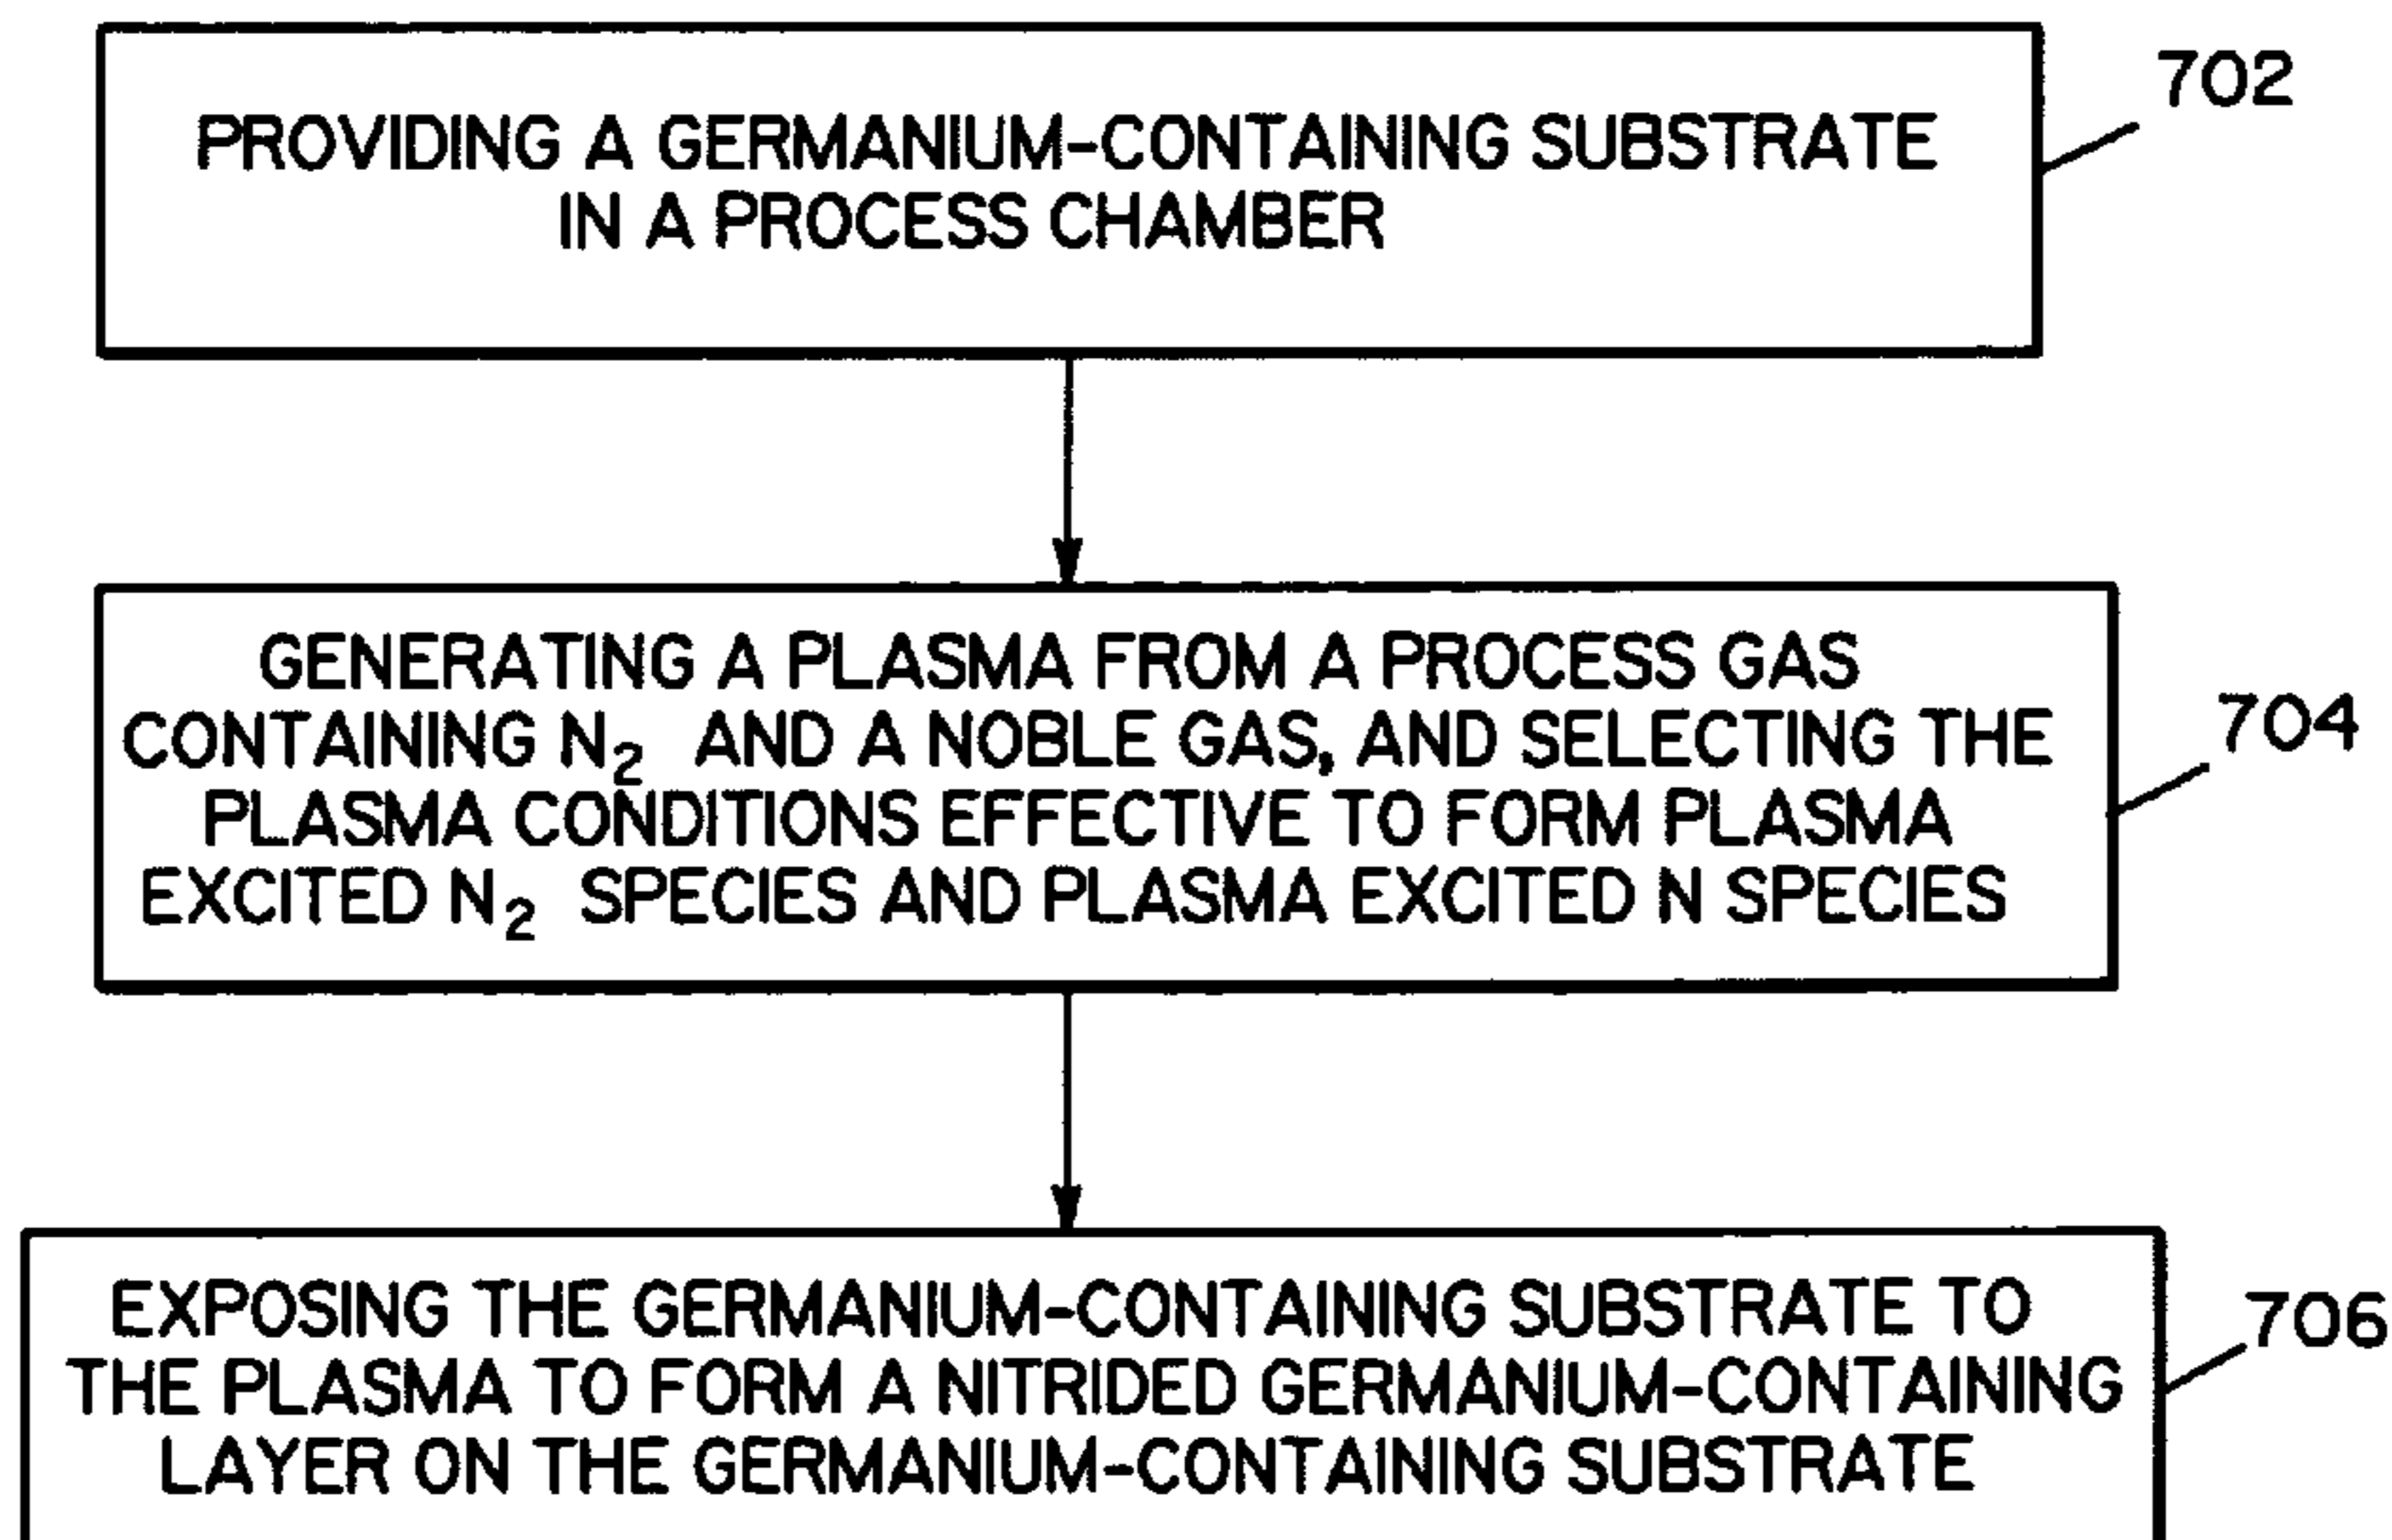 702
PROVIDING A GERMANIUM-CONTAINING SUBSTRATE
IN A PROCESS CHAMBER
GENERATING A PLASMA FROM A PROCESS GAS
CONTAINING N₂ AND A NOBLE GAS, AND SELECTING THE
704
PLASMA CONDITIONS EFFECTIVE TO FORM PLASMA
EXCITED N₂ SPECIES AND PLASMA EXCITED N SPECIES
EXPOSING THE GERMANIUM-CONTAINING SUBSTRATE TO
706
THE PLASMA TO FORM A NITRIDED GERMANIUM-CONTAINING
LAYER ON THE GERMANIUM-CONTAINING SUBSTRATE